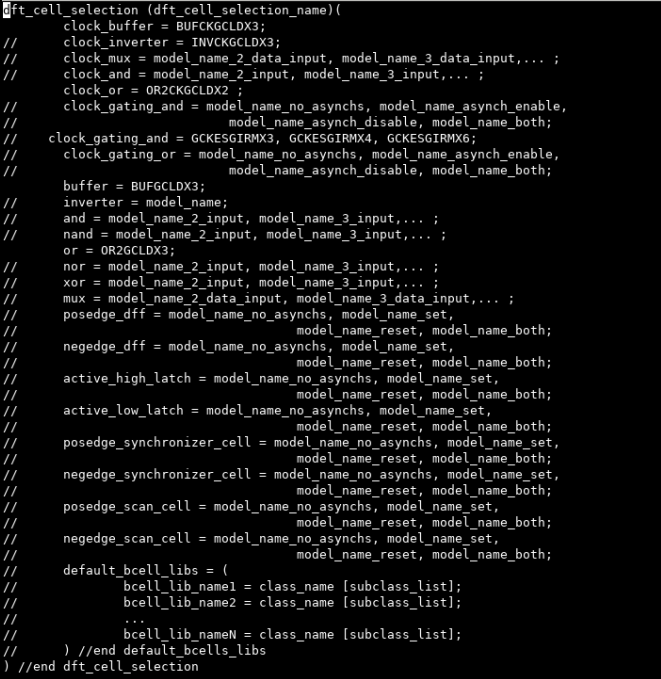 dft_cell_selection (dft_cell_selection_name)(
        clock_buffer = BUFCKGCLDX3;
//      clock_inverter = INVCKGCLDX3;
//      clock_mux = model_name_2_data_input, model_name_3_data_input,... ;
//      clock_and = model_name_2_input, model_name_3_input,... ;
        clock_or = OR2CKGCLDX2 ;
//      clock_gating_and = model_name_no_asynchs, model_name_asynch_enable,
//                            model_name_asynch_disable, model_name_both;
//    clock_gating_and = GCKESGIRMX3, GCKESGIRMX4, GCKESGIRMX6;
//      clock_gating_or = model_name_no_asynchs, model_name_asynch_enable,
//                            model_name_asynch_disable, model_name_both;
        buffer = BUFGCLDX3;
//      inverter = model_name;
//      and = model_name_2_input, model_name_3_input,... ;
//      nand = model_name_2_input, model_name_3_input,... ;
        or = OR2GCLDX3;
//      nor = model_name_2_input, model_name_3_input,... ;
//      xor = model_name_2_input, model_name_3_input,... ;
//      mux = model_name_2_data_input, model_name_3_data_input,... ;
//      posedge_dff = model_name_no_asynchs, model_name_set,
//                                     model_name_reset, model_name_both;
//      negedge_dff = model_name_no_asynchs, model_name_set,
//                                     model_name_reset, model_name_both;
//      active_high_latch = model_name_no_asynchs, model_name_set,
//                                     model_name_reset, model_name_both;
//      active_low_latch = model_name_no_asynchs, model_name_set,
//                                     model_name_reset, model_name_both;
//      posedge_synchronizer_cell = model_name_no_asynchs, model_name_set,
//                                     model_name_reset, model_name_both;
//      negedge_synchronizer_cell = model_name_no_asynchs, model_name_set,
//                                     model_name_reset, model_name_both;
//      posedge_scan_cell = model_name_no_asynchs, model_name_set,
//                                     model_name_reset, model_name_both;
//      negedge_scan_cell = model_name_no_asynchs, model_name_set,
//                                     model_name_reset, model_name_both;
//      default_bcell_libs = (
//              bcell_lib_name1 = class_name [subclass_list];
//              bcell_lib_name2 = class_name [subclass_list];
//              ...
//              bcell_lib_nameN = class_name [subclass_list];
//      ) //end default_bcells_libs
) //end dft_cell_selection